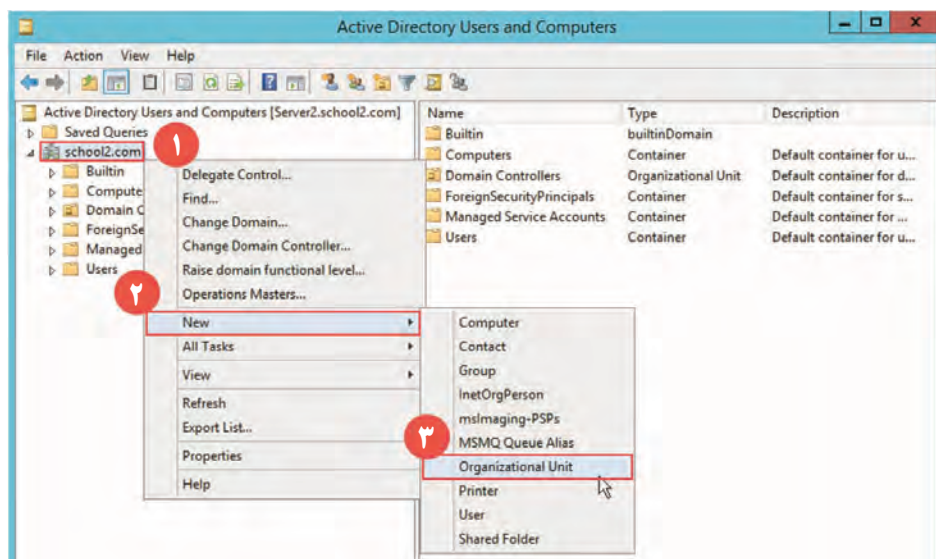 Active Directory Users and Computers
File Action View Help
Active Directory Users and Computers [Server2.school2.com]
Saved Queries
school2.com
Builtin
Compute
Domain C
ForeignSe
Managed
Users
۱
Delegate Control...
Find...
Change Domain...
Change Domain Controller...
Raise domain functional level...
Operations Masters...
۲
New
All Tasks
View
Refresh
Export List...
Properties
Help
Computer
Contact
Group
InetOrgPerson
msImaging-PSPs
MSMQ Queue Alias
۳
Organizational Unit
Printer
User
Shared Folder
Name Type Description
Builtin builtinDomain
Computers Container Default container for u...
Domain Controllers Organizational Unit Default container for d...
ForeignSecurityPrincipals Container Default container for s...
Managed Service Accounts Container Default container for ...
Users Container Default container for u...